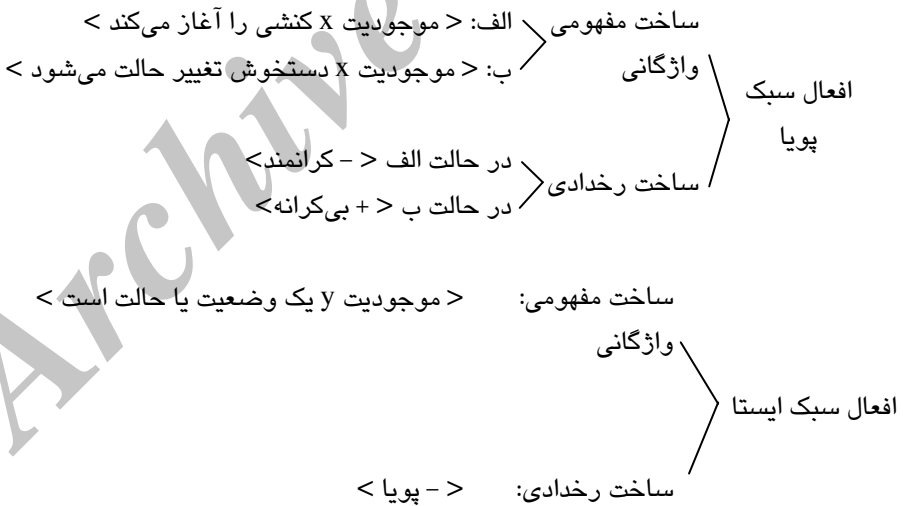 ساخت مفهومی الف: < موجودیت x کنشی را آغاز می‌کند >
واژگانی ب: < موجودیت x دستخوش تغییر حالت می‌شود >
افعال سبک
پویا
در حالت الف < – کرانمند>
ساخت رخدادی
در حالت ب < + بی‌کرانه>
ساخت مفهومی: < موجودیت y یک وضعیت یا حالت است >
واژگانی
افعال سبک ایستا
ساخت رخدادی: < – پویا >
Archive